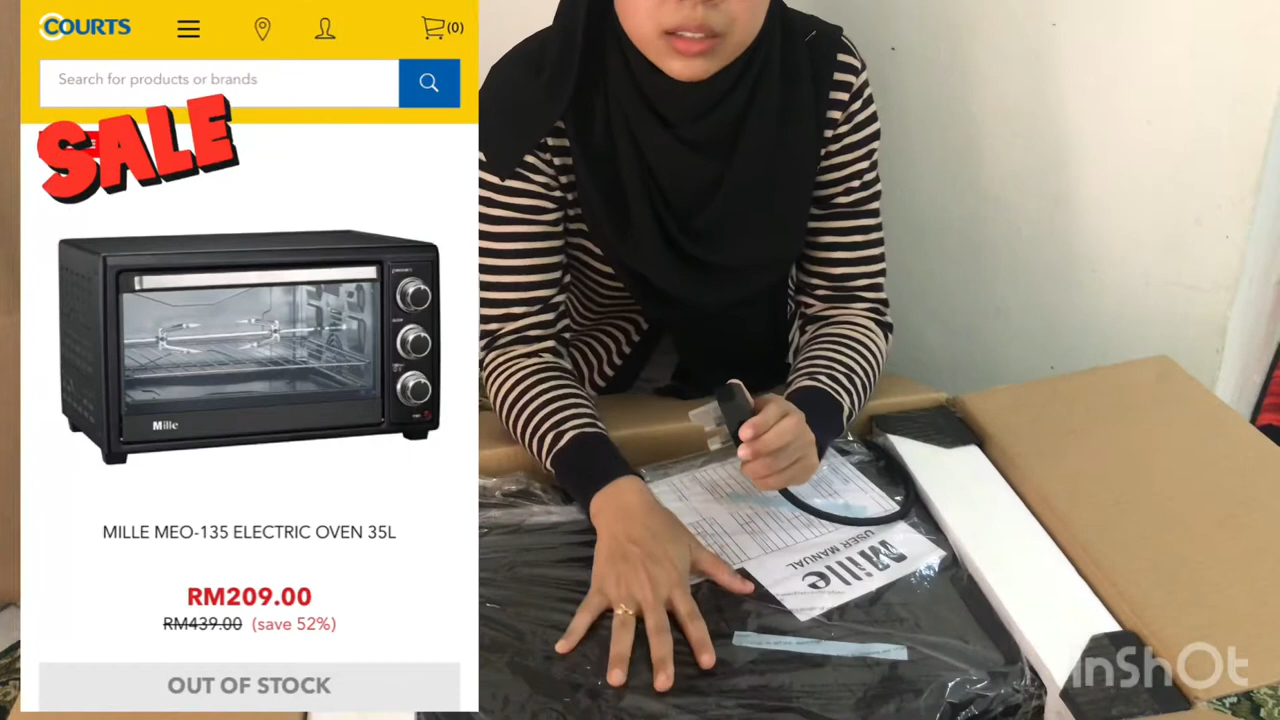 COURTS
(0)
Search for products or brands
SALE
Mille
MILLE MEO-135 ELECTRIC OVEN 35L
RM209.00
RM439.00 (save 52%)
OUT OF STOCK
Mille
USER MANUAL
InShOt